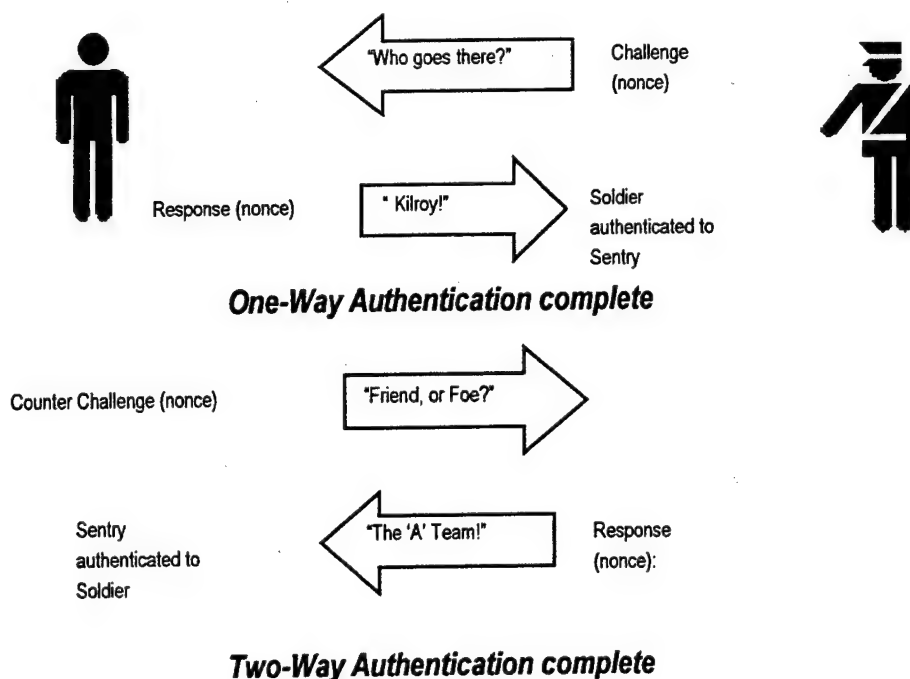 "Who goes there?"
Challenge
(nonce)
Response (nonce)
" Kilroy!"
Soldier
authenticated to
Sentry
One-Way Authentication complete
Counter Challenge (nonce)
"Friend, or Foe?"
Sentry
authenticated to
Soldier
"The 'A' Team!"
Response
(nonce):
Two-Way Authentication complete